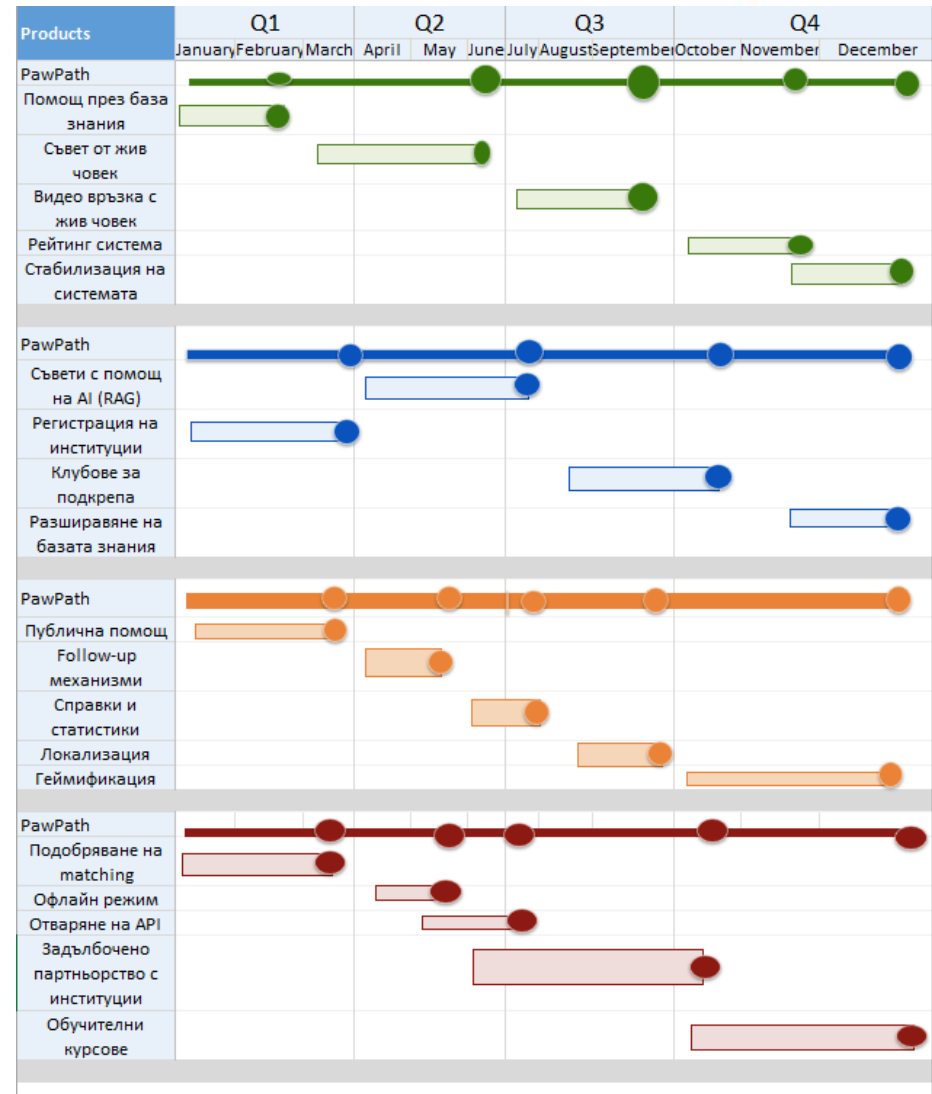 Products
Q1
Q2
Q3
Q4
January
February
March
April
May
June
July
August
September
October
November
December
PawPath
Помощ през база
знания
Съвет от жив
човек
Видео връзка с
жив човек
Рейтинг система
Стабилизация на
системата
PawPath
Съвети с помощ
на AI (RAG)
Регистрация на
институции
Клубове за
подкрепа
Разширяване на
базата знания
PawPath
Публична помощ
Follow-up
механизми
Справки и
статистики
Локализация
Геймификация
PawPath
Подобряване на
matching
Офлайн режим
Отваряне на API
Задълбочено
партньорство с
институции
Обучителни
курсове